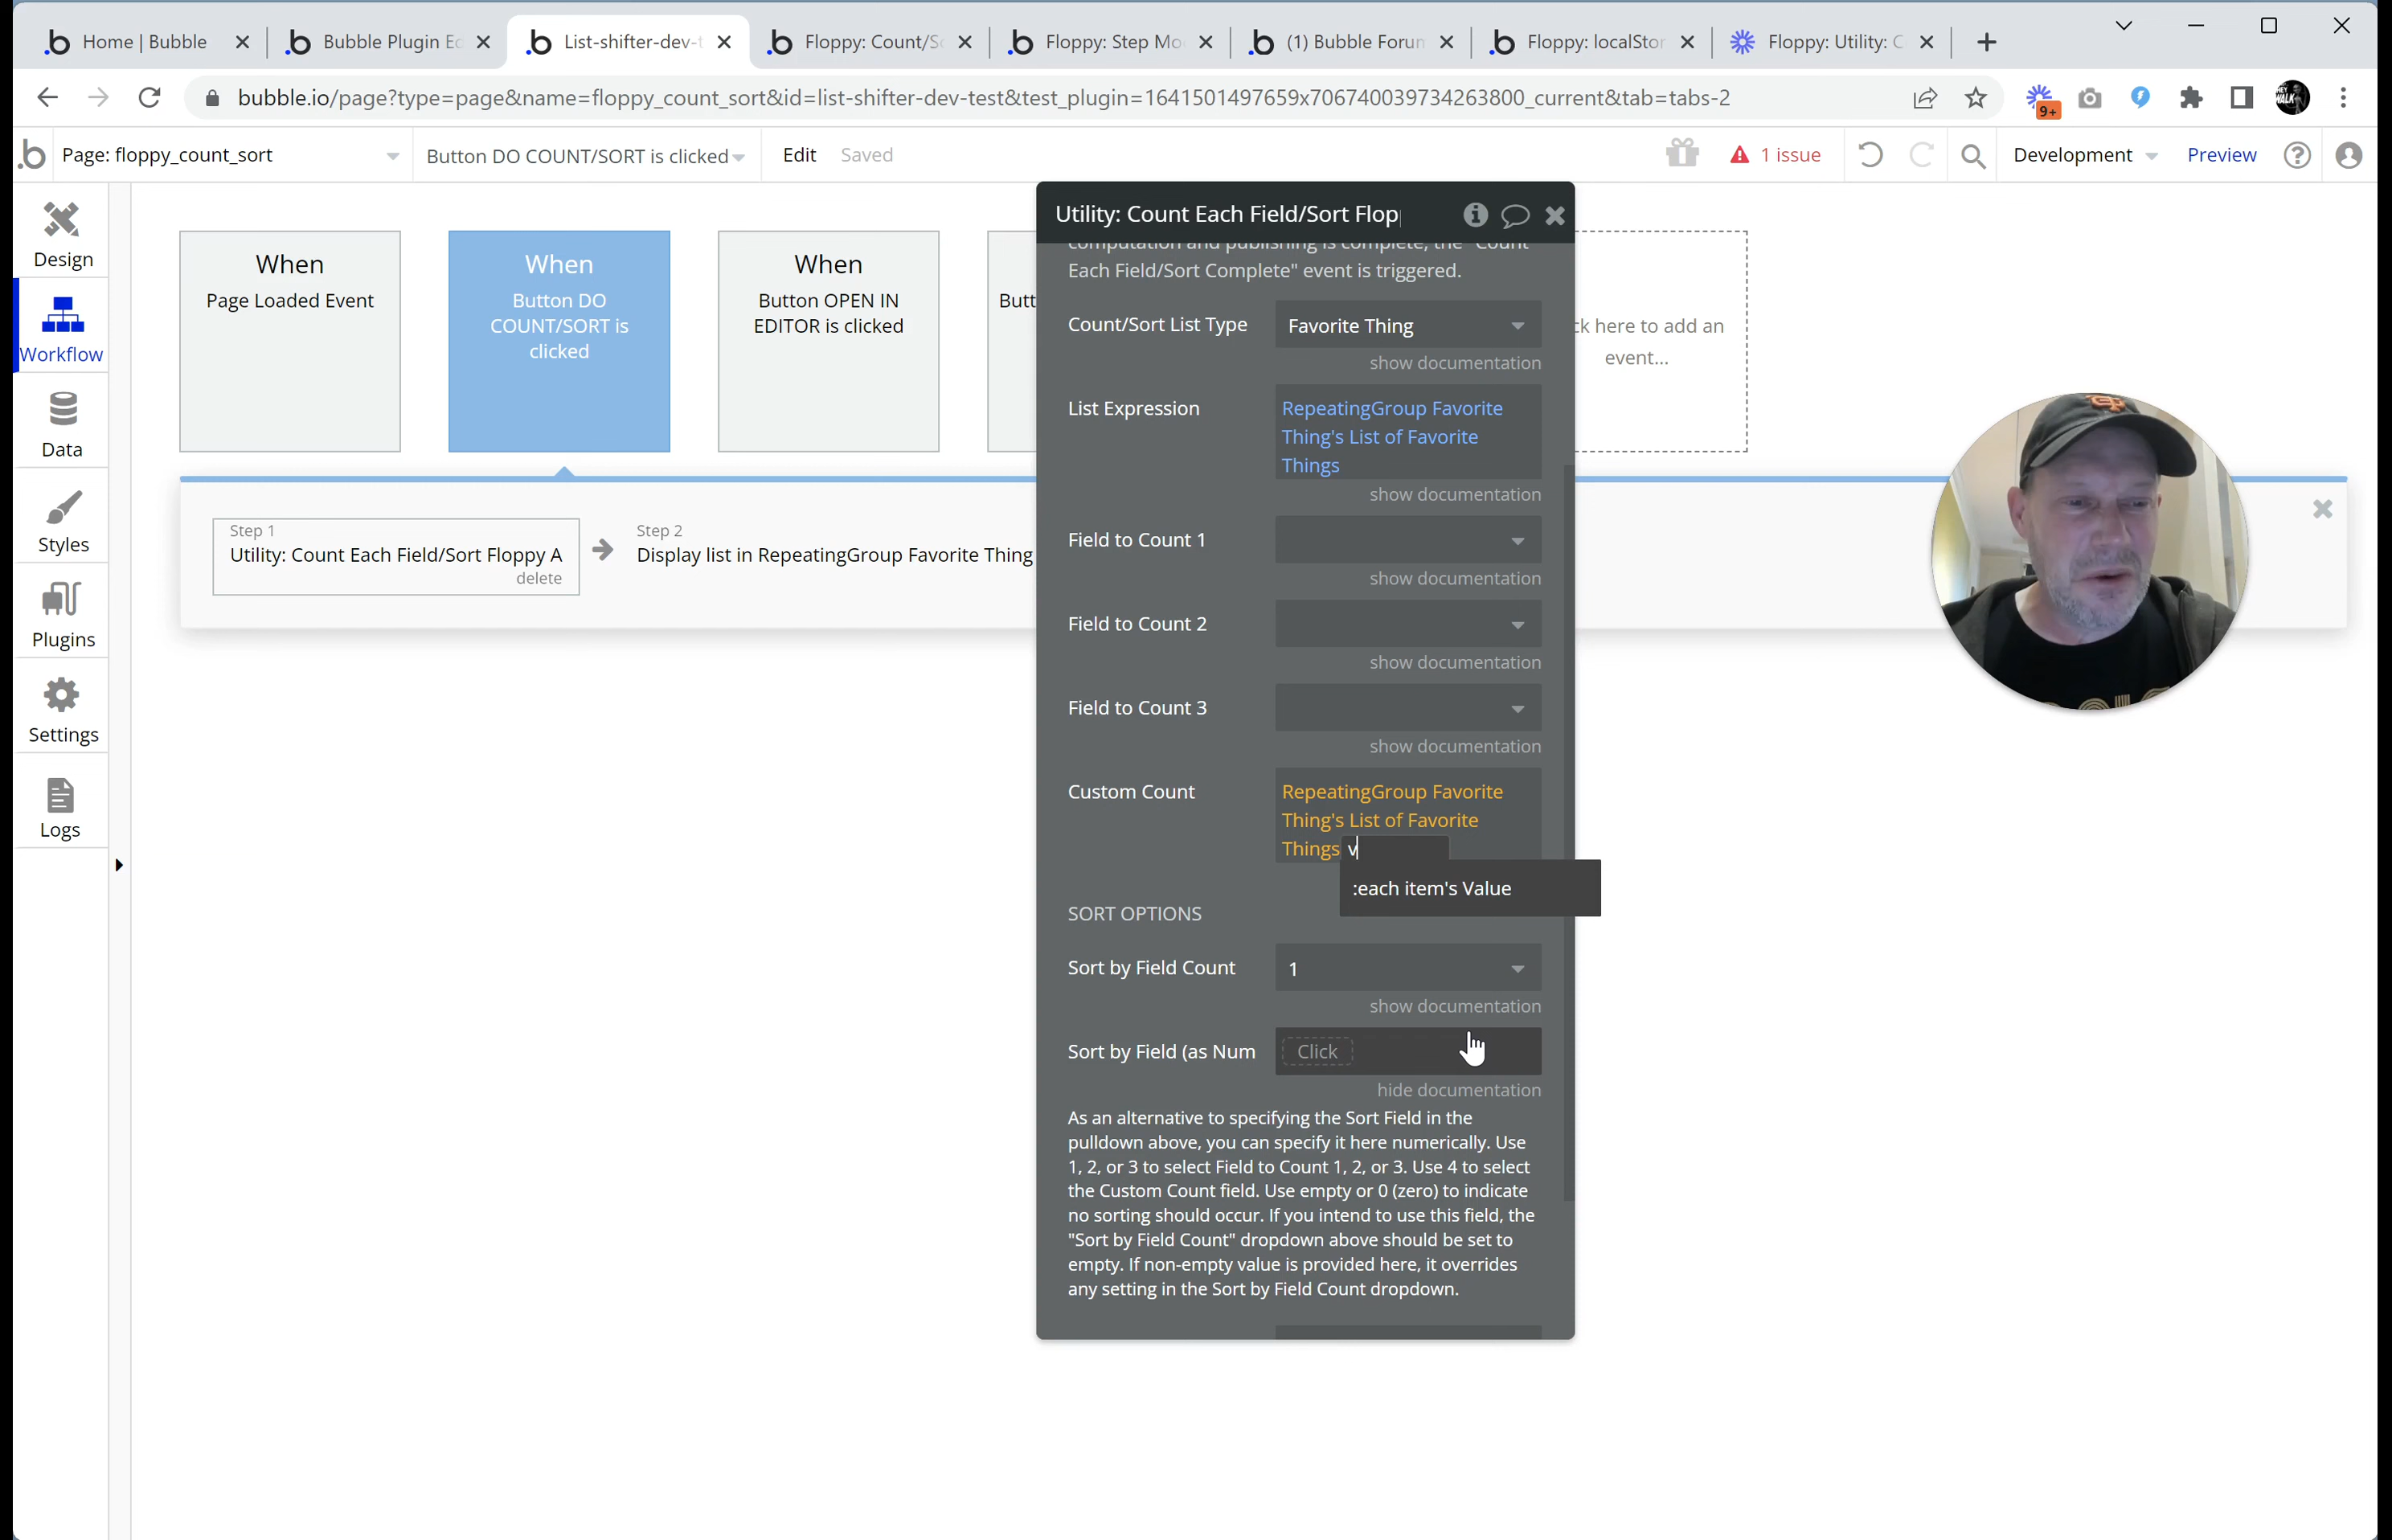 Home | Bubble
Bubble Plugin Ec
List-shifter-dev-t
Floppy: Count/So
Floppy: Step Mo
(1) Bubble Forun
Floppy: localStor
Floppy: Utility: C
bubble.io/page?type=page&name=floppy_count_sort&id=list-shifter-dev-test&test_plugin=1641501497659x706740039734263800_current&tab=tabs-2
9+
Page: floppy_count_sort
Button DO COUNT/SORT is clicked
Edit
Saved
1 issue
Development
Preview
Design
Workflow
Data
Styles
Plugins
Settings
Logs
When
Page Loaded Event
When
Button DO
COUNT/SORT is
clicked
When
Button OPEN IN
EDITOR is clicked
Butt
ck here to add an
event...
Step 1
Utility: Count Each Field/Sort Floppy A
delete
Step 2
Display list in RepeatingGroup Favorite Thing
Utility: Count Each Field/Sort Flop
computation and publishing is complete, the "Count
Each Field/Sort Complete" event is triggered.
Count/Sort List Type
Favorite Thing
show documentation
List Expression
RepeatingGroup Favorite
Thing's List of Favorite
Things
show documentation
Field to Count 1
show documentation
Field to Count 2
show documentation
Field to Count 3
show documentation
Custom Count
RepeatingGroup Favorite
Thing's List of Favorite
Things v
:each item's Value
SORT OPTIONS
Sort by Field Count
1
show documentation
Sort by Field (as Num
Click
hide documentation
As an alternative to specifying the Sort Field in the
pulldown above, you can specify it here numerically. Use
1, 2, or 3 to select Field to Count 1, 2, or 3. Use 4 to select
the Custom Count field. Use empty or 0 (zero) to indicate
no sorting should occur. If you intend to use this field, the
"Sort by Field Count" dropdown above should be set to
empty. If non-empty value is provided here, it overrides
any setting in the Sort by Field Count dropdown.